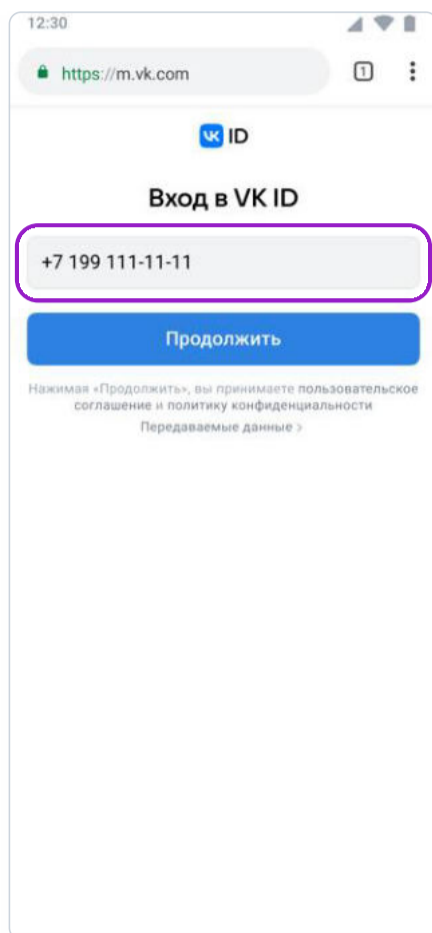 12:30
https://m.vk.com 1
VK ID
Вход в VK ID
+7 199 111-11-11
Продолжить
Нажимая «Продолжить», вы принимаете пользовательское
соглашение и политику конфиденциальности
Передаваемые данные >